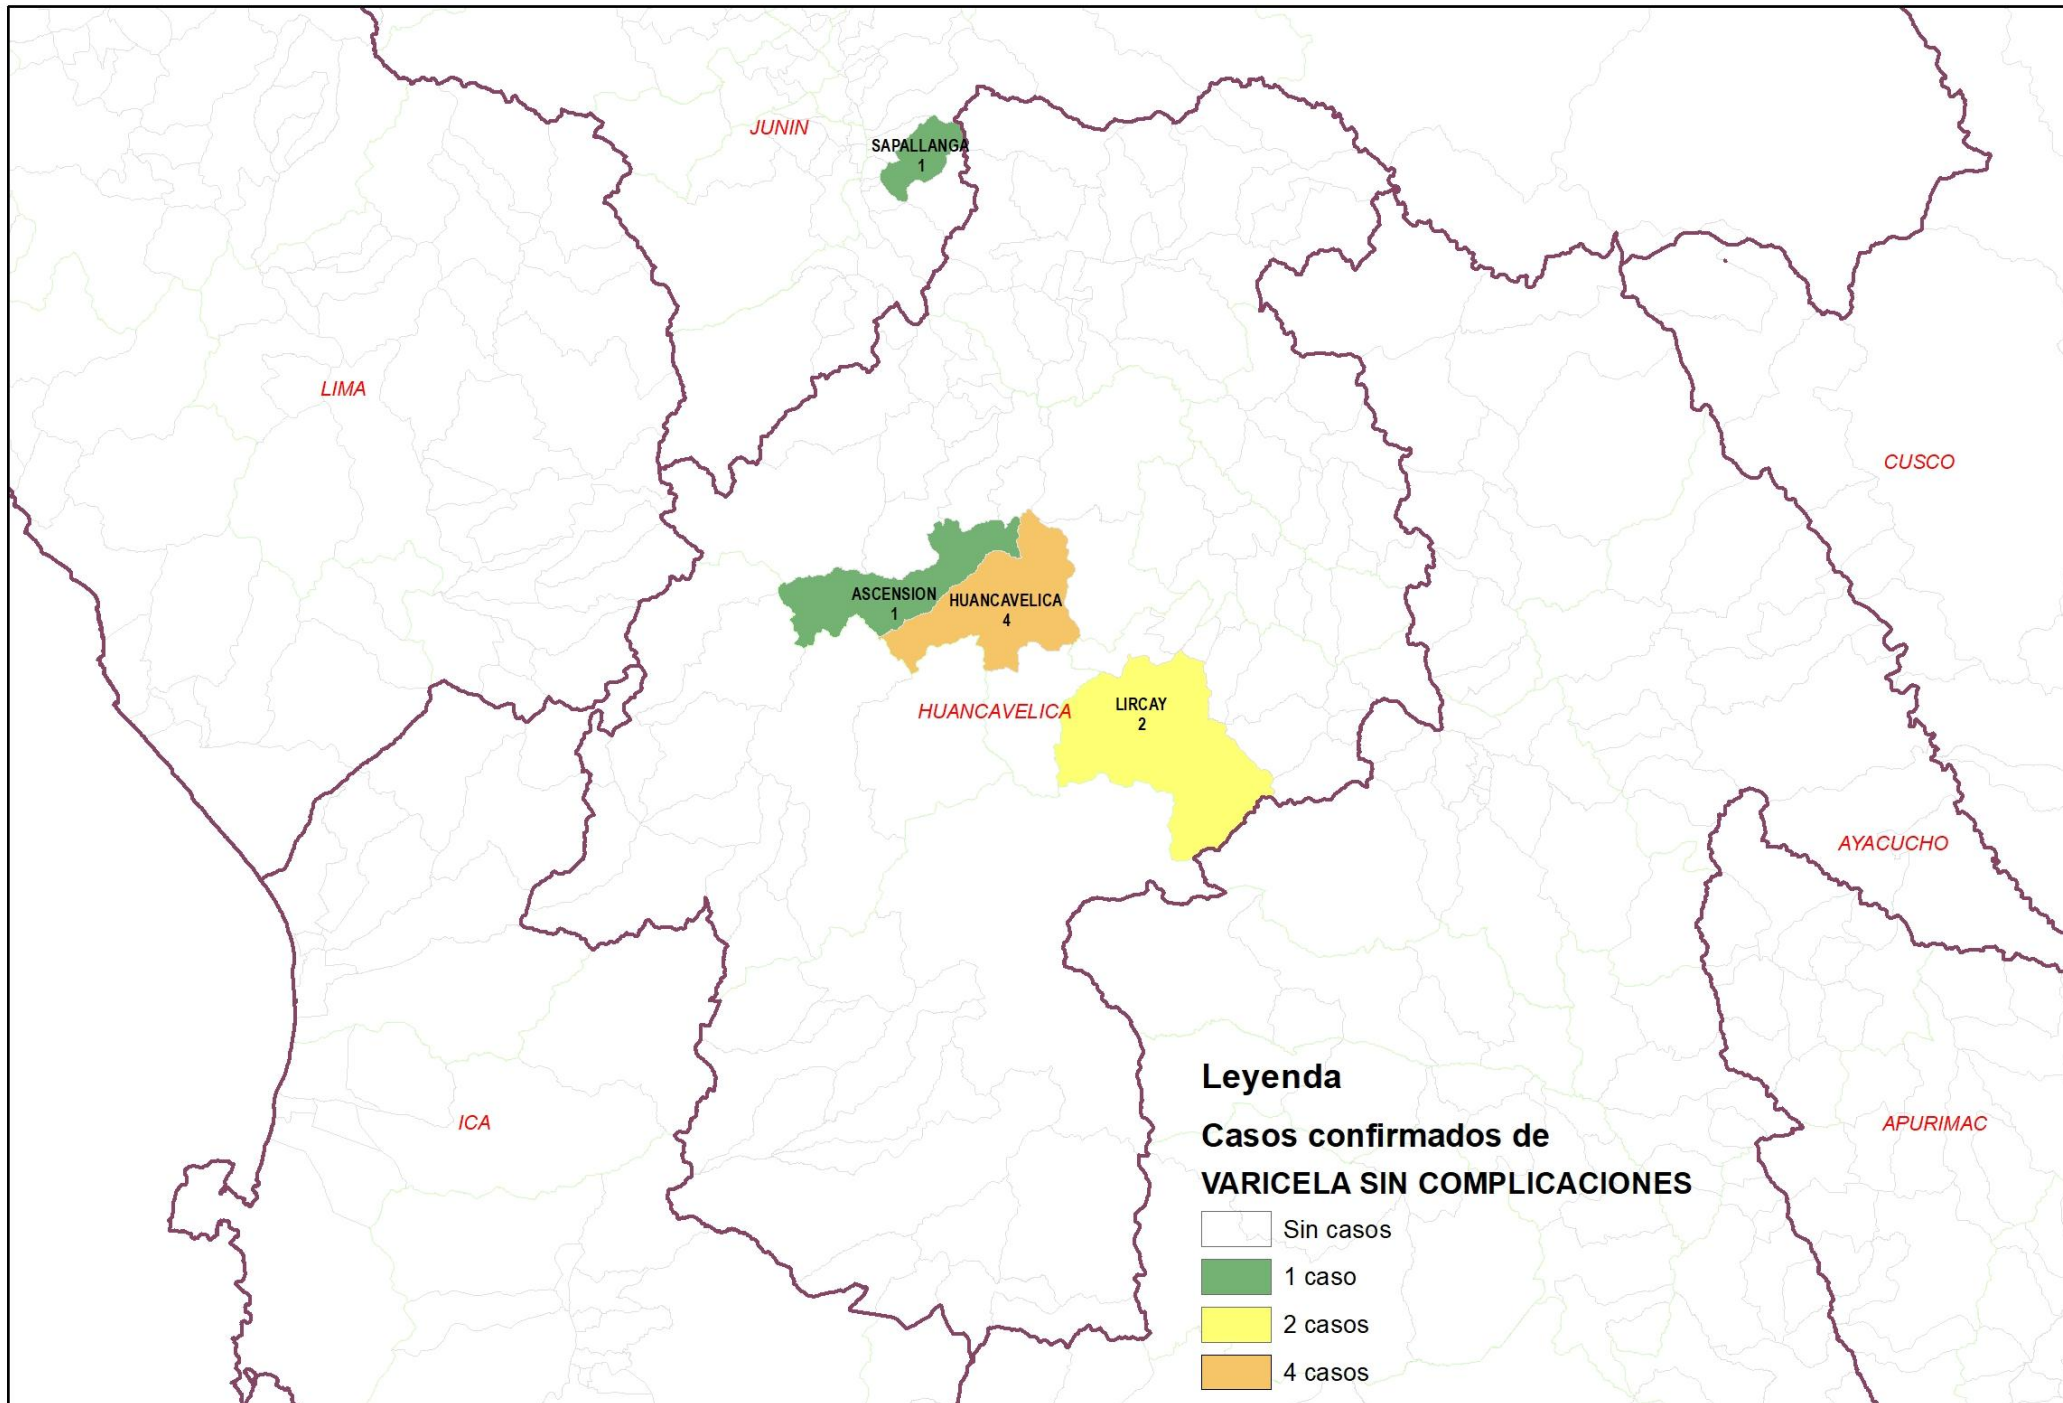 JUNIN
SAPALLANGA
1
LIMA
CUSCO
ASCENSION
1
HUANCAVELICA
4
HUANCAVELICA
LIRCAY
2
AYACUCHO
ICA
APURIMAC
Leyenda
Casos confirmados de
VARICELA SIN COMPLICACIONES
Sin casos
1 caso
2 casos
4 casos